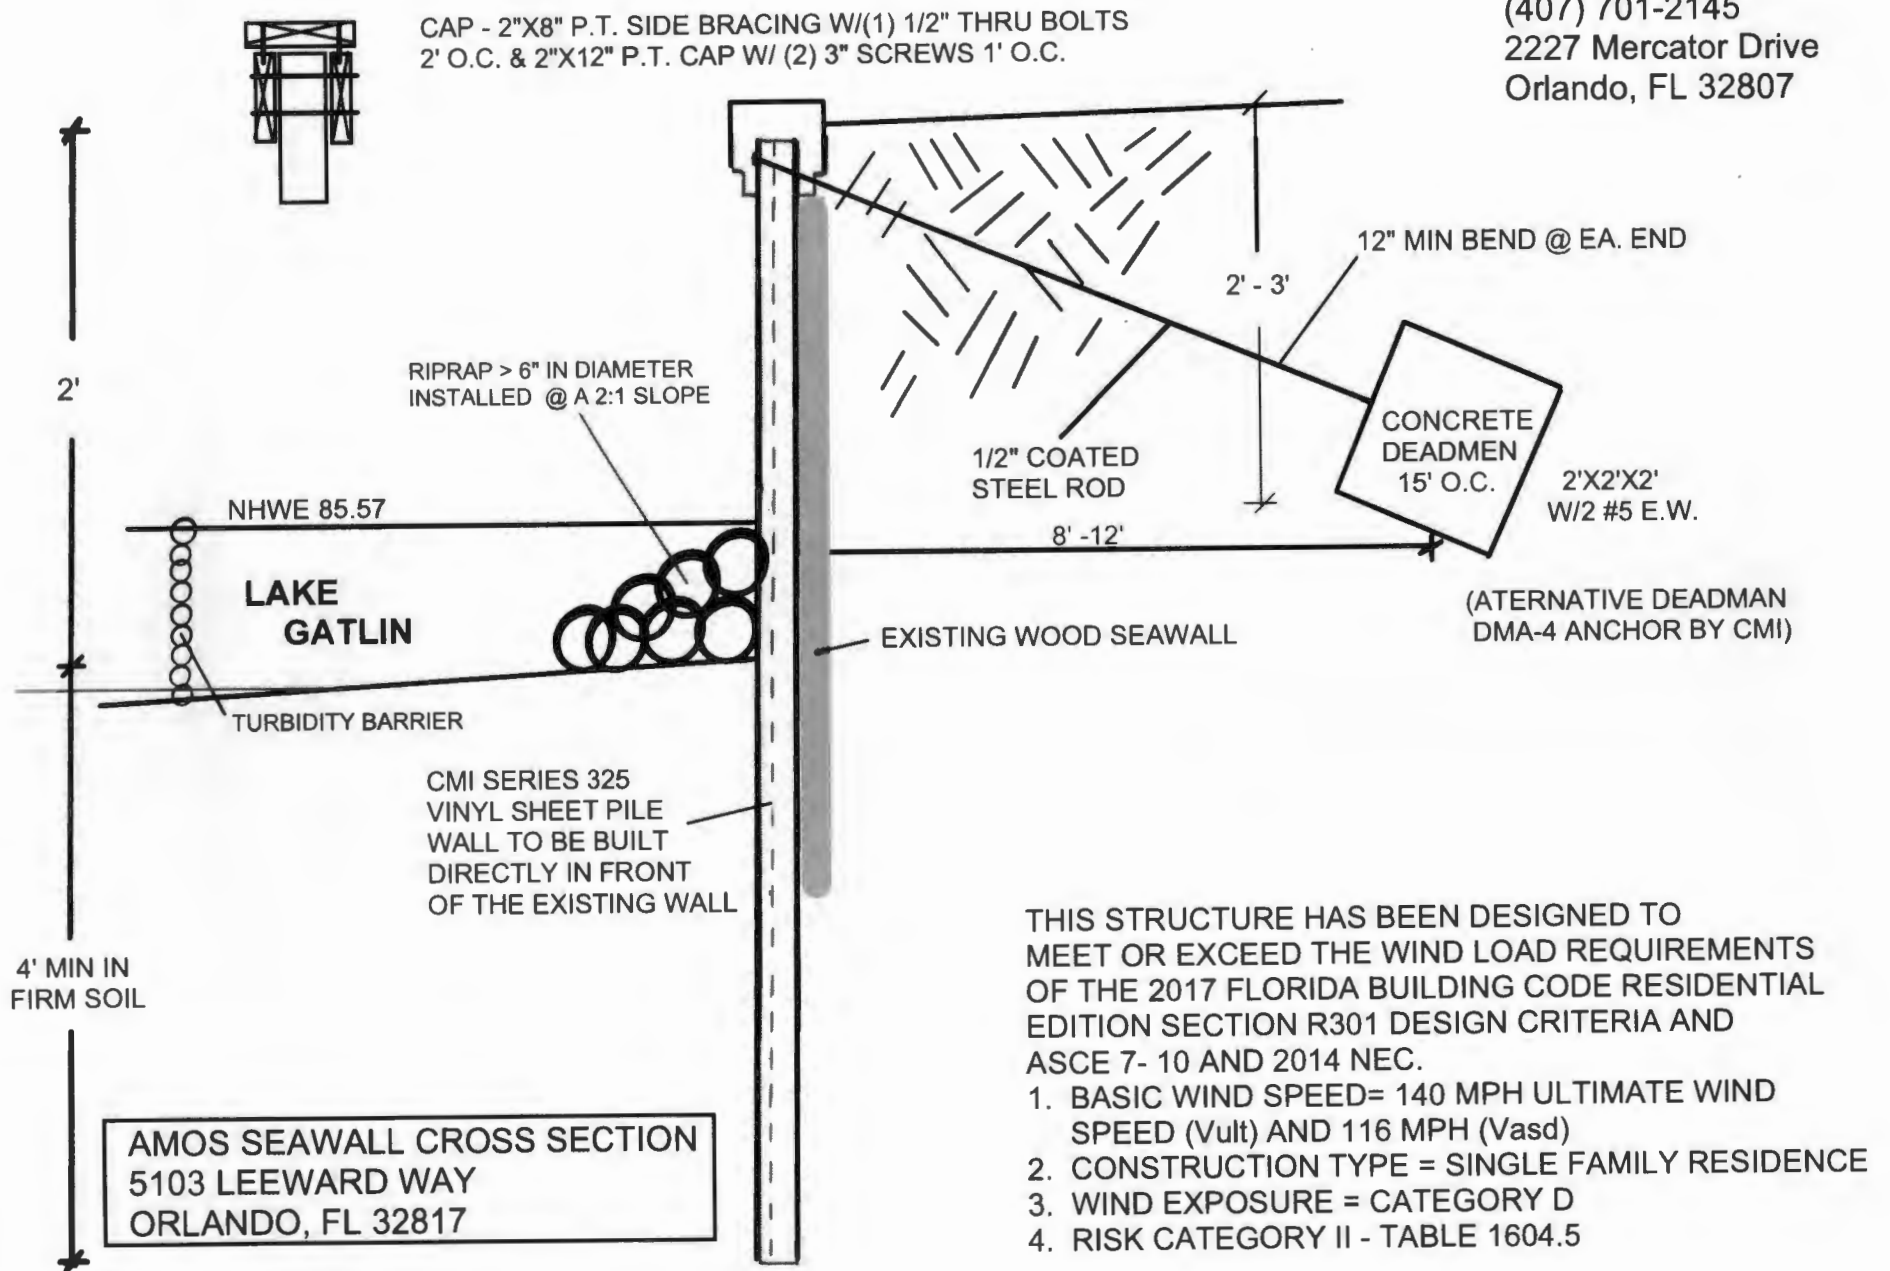 CAP - 2"X8" P.T. SIDE BRACING W/(1) 1/2" THRU BOLTS
2' O.C. & 2"X12" P.T. CAP W/ (2) 3" SCREWS 1' O.C.
(407) 701-2145
2227 Mercator Drive
Orlando, FL 32807
12" MIN BEND @ EA. END
2' - 3'
2'
RIPRAP > 6" IN DIAMETER
INSTALLED @ A 2:1 SLOPE
CONCRETE
DEADMEN
15' O.C.
1/2" COATED
STEEL ROD
2'X2'X2'
W/2 #5 E.W.
NHWE 85.57
8' -12'
LAKE
GATLIN
(ATERNATIVE DEADMAN
DMA-4 ANCHOR BY CMI)
EXISTING WOOD SEAWALL
TURBIDITY BARRIER
CMI SERIES 325
VINYL SHEET PILE
WALL TO BE BUILT
DIRECTLY IN FRONT
OF THE EXISTING WALL
4' MIN IN
FIRM SOIL
THIS STRUCTURE HAS BEEN DESIGNED TO
MEET OR EXCEED THE WIND LOAD REQUIREMENTS
OF THE 2017 FLORIDA BUILDING CODE RESIDENTIAL
EDITION SECTION R301 DESIGN CRITERIA AND
ASCE 7- 10 AND 2014 NEC.
1. BASIC WIND SPEED= 140 MPH ULTIMATE WIND
SPEED (Vult) AND 116 MPH (Vasd)
2. CONSTRUCTION TYPE = SINGLE FAMILY RESIDENCE
3. WIND EXPOSURE = CATEGORY D
4. RISK CATEGORY II - TABLE 1604.5
AMOS SEAWALL CROSS SECTION
5103 LEEWARD WAY
ORLANDO, FL 32817